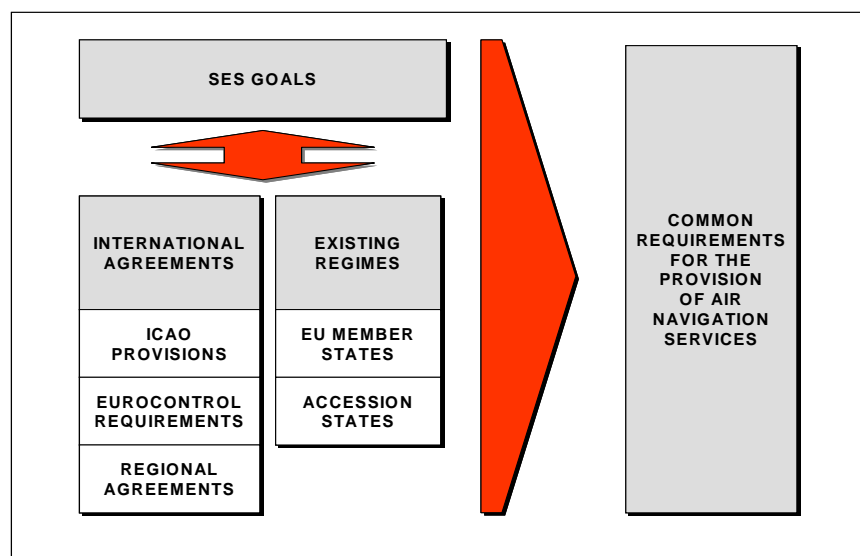 SES GOALS
INTERNATIONAL
AGREEMENTS
ICAO
PROVISIONS
EUROCONTROL
REQUIREMENTS
REGIONAL
AGREEMENTS
EXISTING
REGIMES
EU MEMBER
STATES
ACCESSION
STATES
COMMON
REQUIREMENTS
FOR THE
PROVISION
OF AIR
NAVIGATION
SERVICES